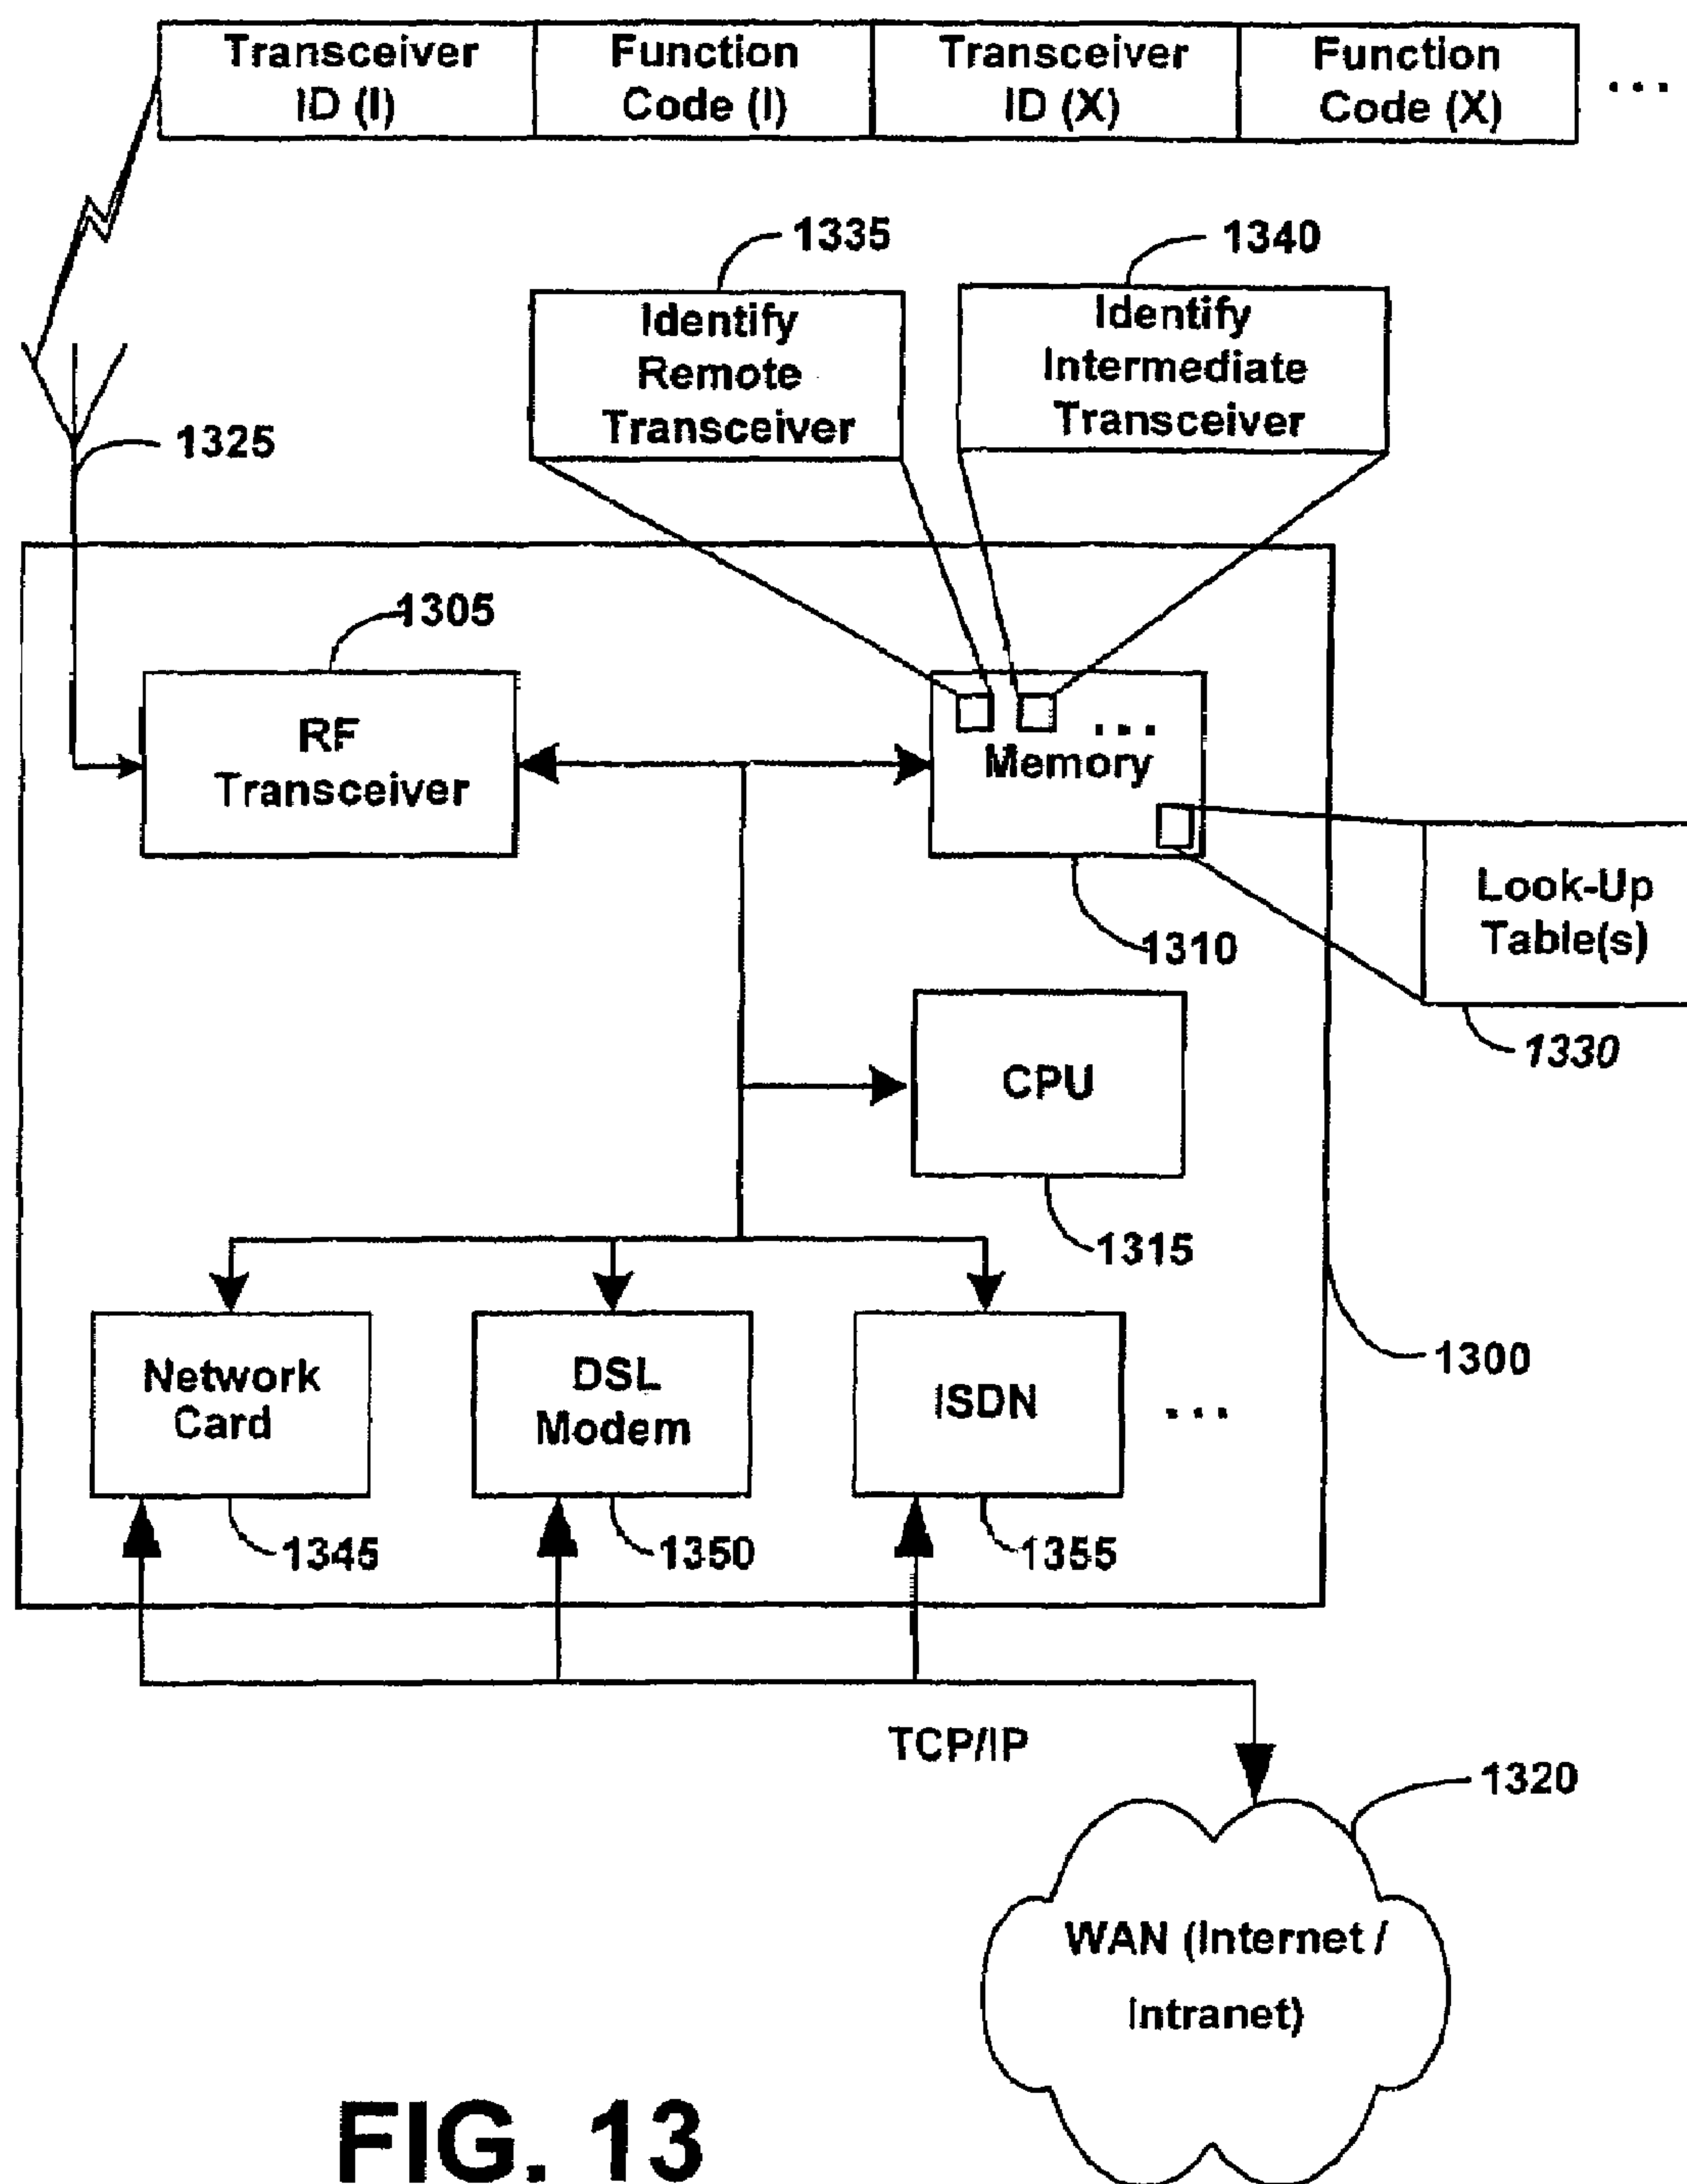 Transceiver ID (I)
Function Code (I)
Transceiver ID (X)
Function Code (X)
...
1335
1340
Identify
Remote
Transceiver
Identify
Intermediate
Transceiver
1325
1305
RF
Transceiver
...
Memory
Look-Up
Table(s)
1310
1330
CPU
1315
1300
Network
Card
DSL
Modem
ISDN
...
1345
1350
1355
TCP/IP
1320
WAN (Internet /
Intranet)
FIG. 13